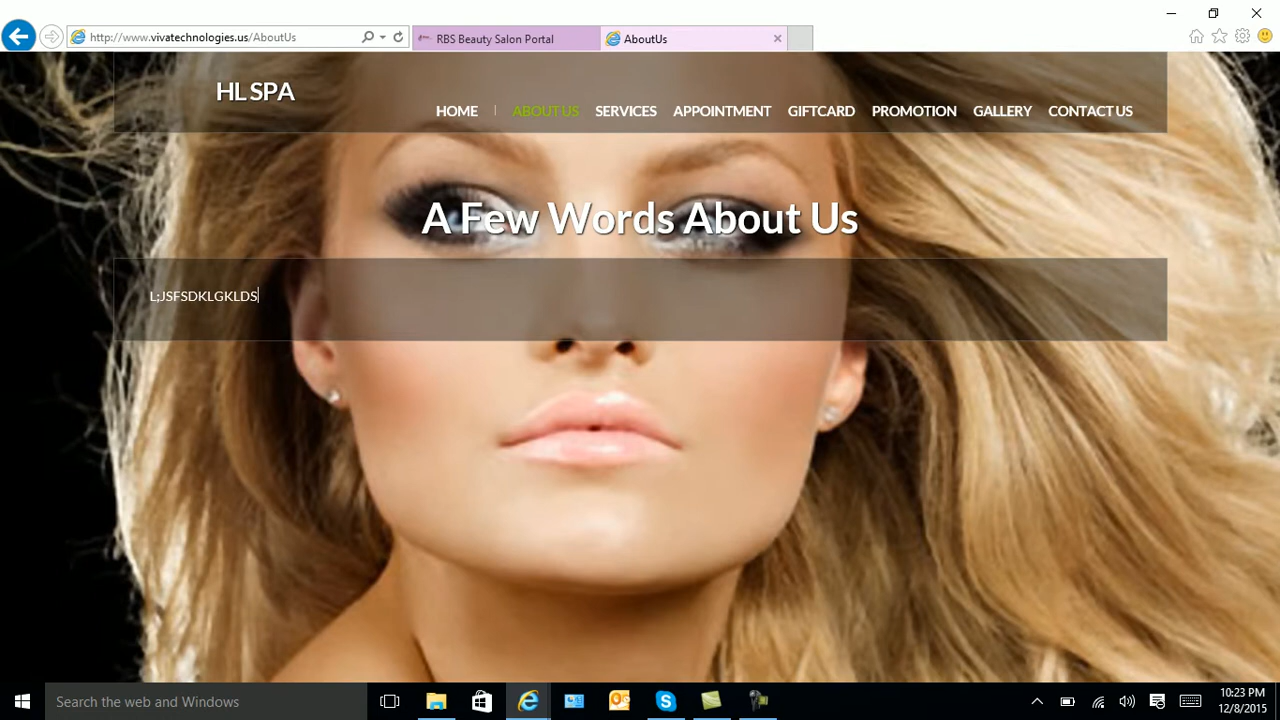 http://www.vivatechnologies.us/AboutUs
RBS Beauty Salon Portal
AboutUs
HL SPA
HOME
ABOUT US
SERVICES
APPOINTMENT
GIFTCARD
PROMOTION
GALLERY
CONTACT US
A Few Words About Us
L;JSFSDKLGKLDS
Search the web and Windows
10:23 PM
12/8/2015